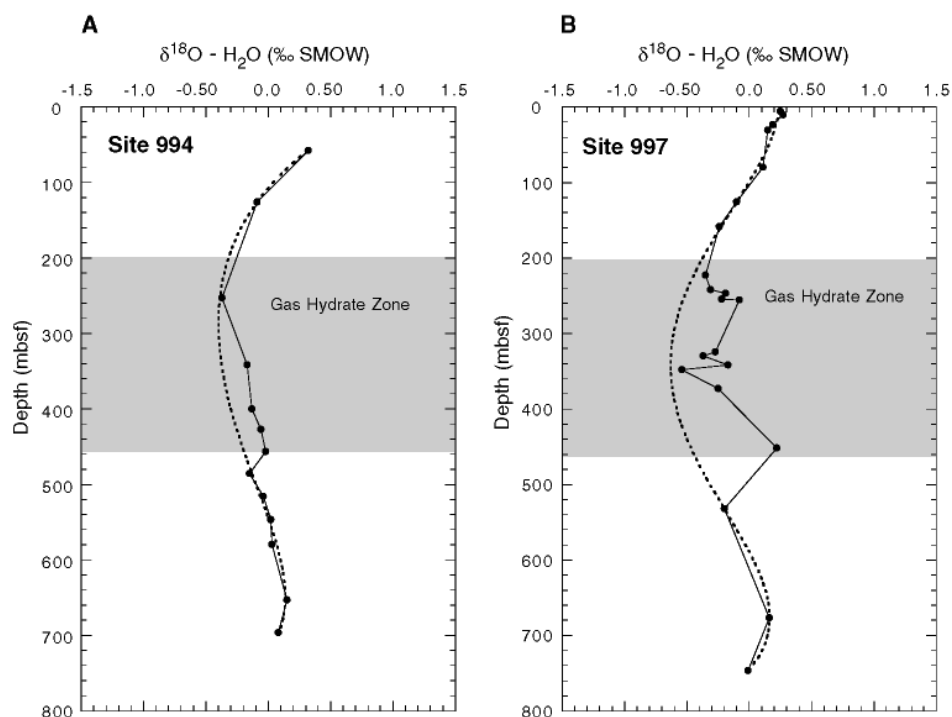 A
δ18O - H2O (‰ SMOW)
-1.5 -1.0 -0.50 0.0 0.50 1.0 1.5
0
100
200
300
400
500
600
700
800
Depth (mbsf)
Site 994
Gas Hydrate Zone
B
δ18O - H2O (‰ SMOW)
-1.5 -1.0 -0.50 0.0 0.50 1.0 1.5
0
100
200
300
400
500
600
700
800
Depth (mbsf)
Site 997
Gas Hydrate Zone